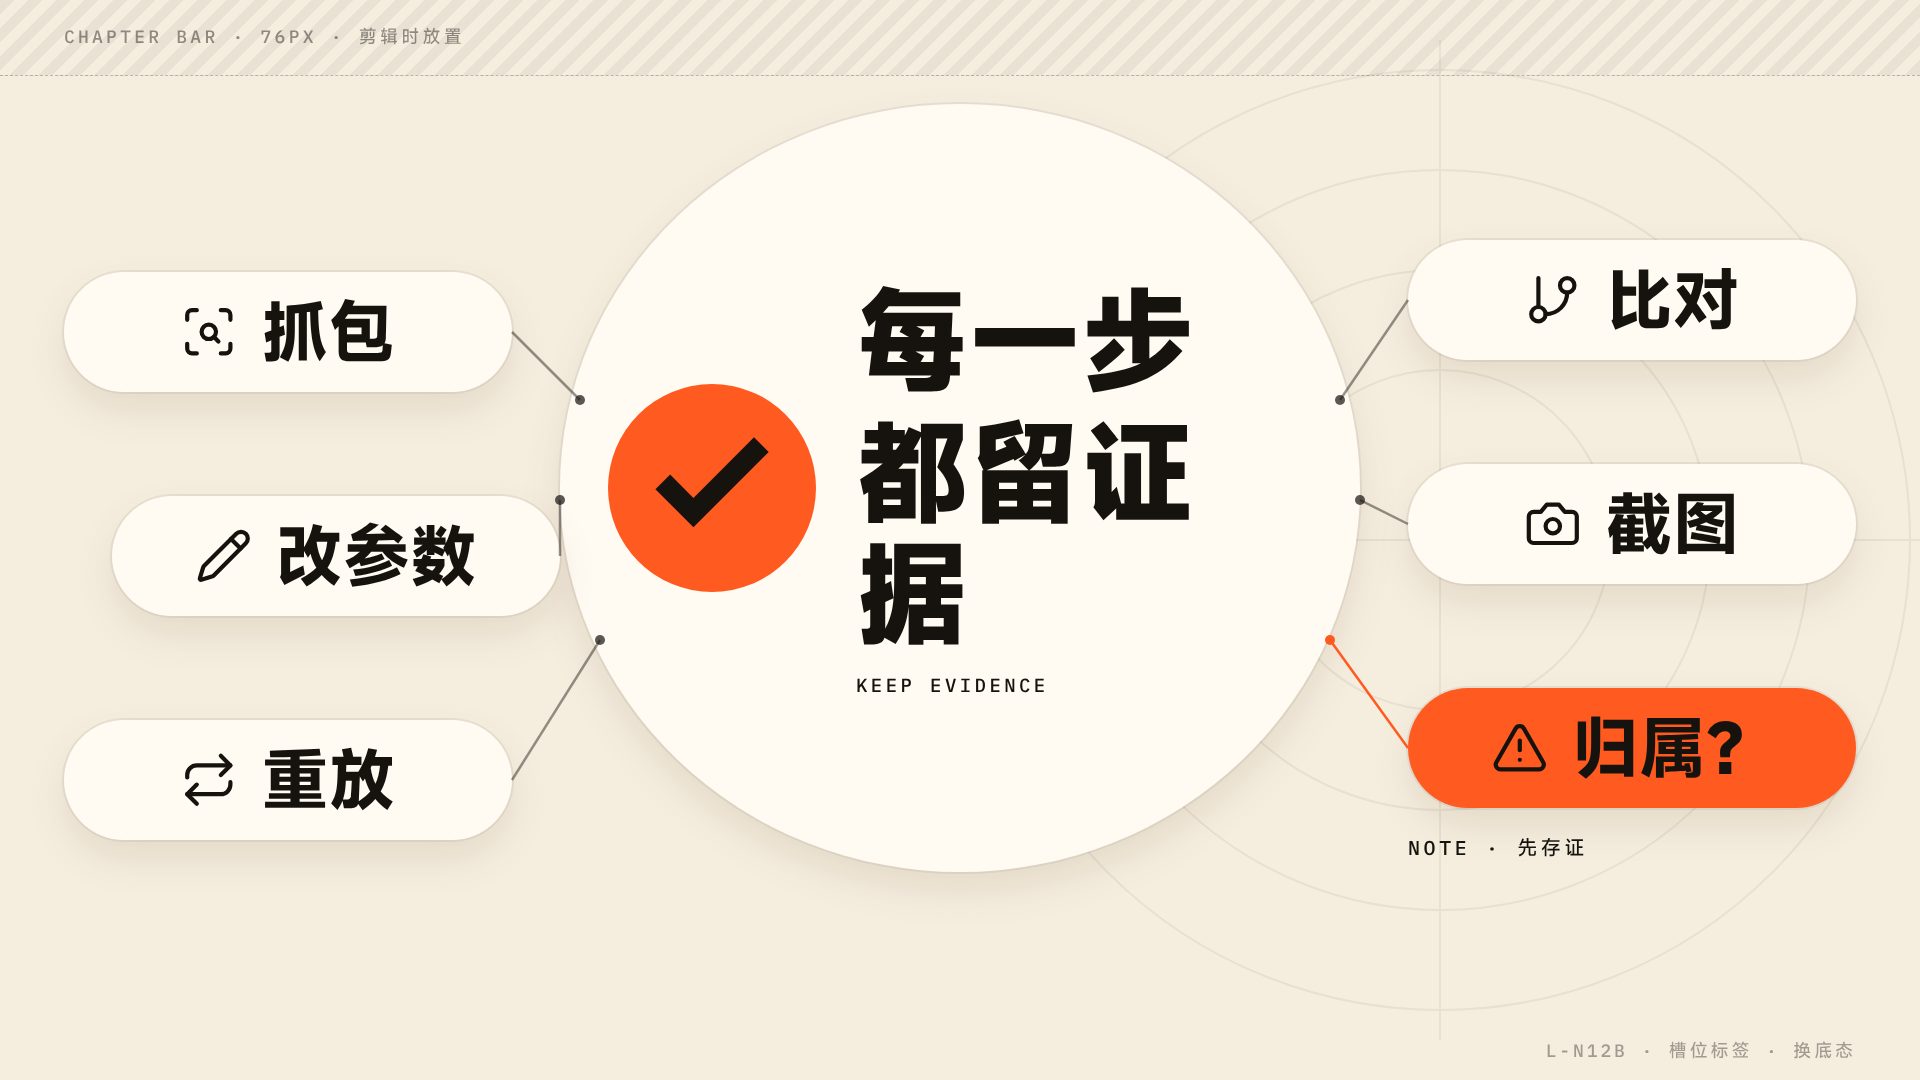 CHAPTER BAR · 76PX · 剪辑时放置
抓包
改参数
重放
每一步
都留证
据
KEEP EVIDENCE
比对
截图
归属?
NOTE · 先存证
L-N12B · 槽位标签 · 换底态